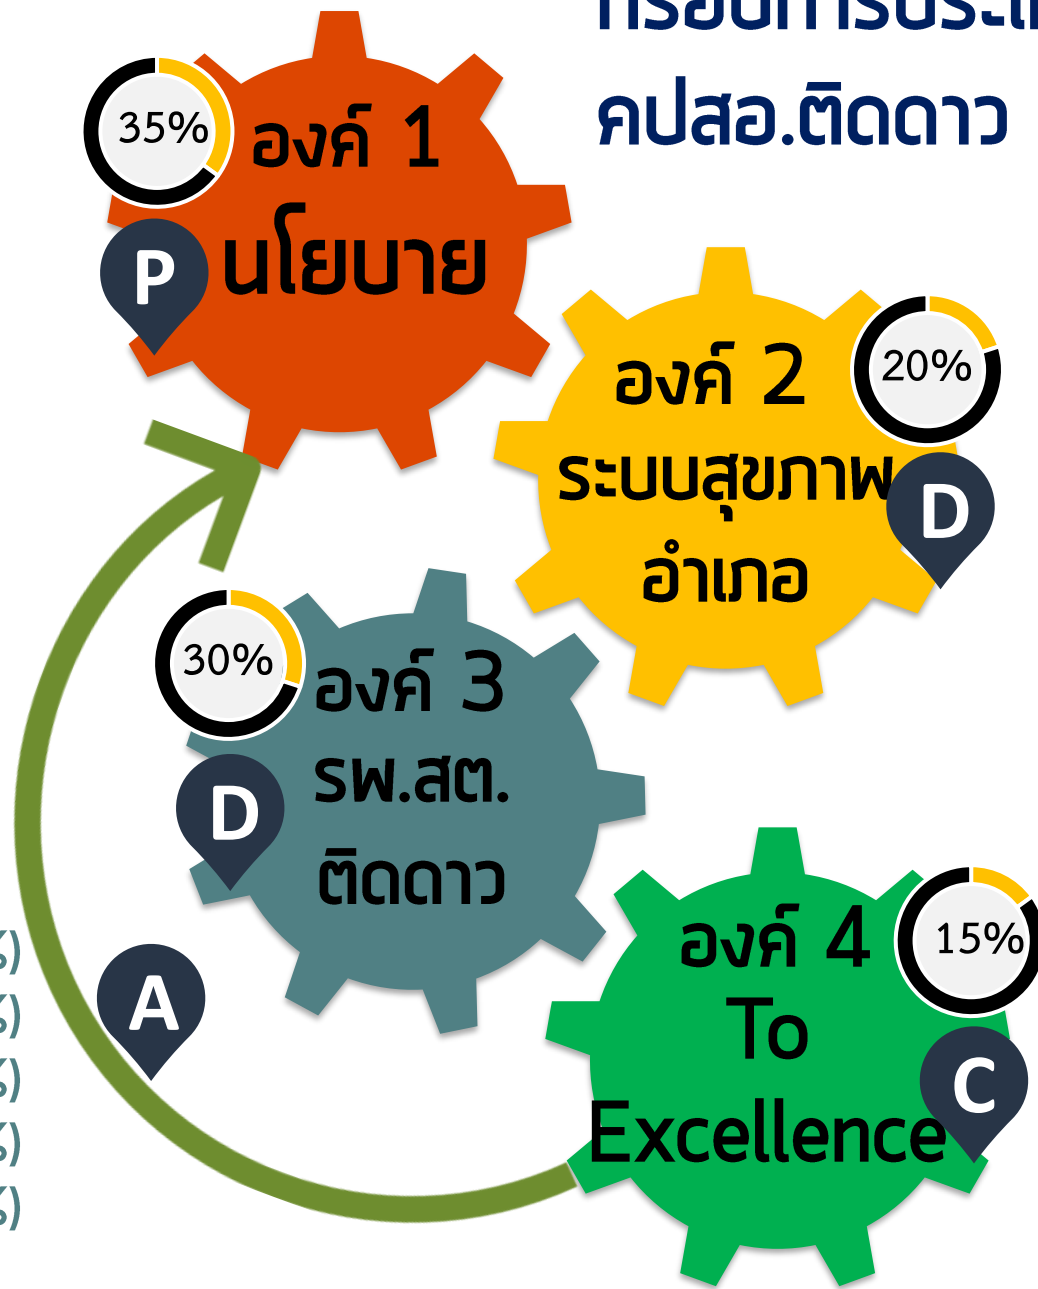 คปสอ.ติดดาว
35%
องค์ 1
นโยบาย
P
องค์ 2
ระบบสุขภาพ
อำเภอ
20%
D
30%
องค์ 3
รพ.สต.
ติดดาว
D
A
องค์ 4
To
Excellence
15%
C